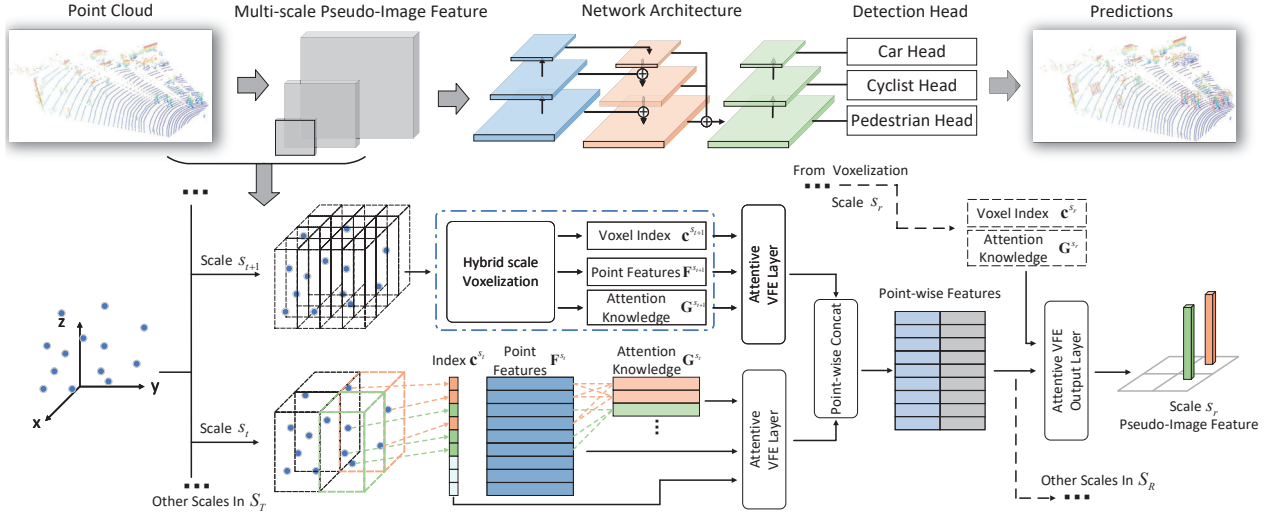 Point Cloud
Multi-scale Pseudo-Image Feature
Network Architecture
Detection Head
Predictions
Car Head
Cyclist Head
Pedestrian Head
Scale s_{t+1}
Hybrid scale
Voxelization
Voxel Index c^{s_{t+1}}
Point Features F^{s_{t+1}}
Attention
Knowledge G^{s_{t+1}}
Attentive
VFE Layer
From Voxelization
Scale s_r
Voxel Index c^{s_r}
Attention
Knowledge G^{s_r}
Point-wise Concat
Point-wise Features
Attentive VFE
Output Layer
Scale s_r
Pseudo-Image Feature
z
y
x
Scale s_t
Index c^{s_t}
Point
Features F^{s_t}
Attention
Knowledge G^{s_t}
Attentive
VFE Layer
Other Scales In S_T
Other Scales In S_R